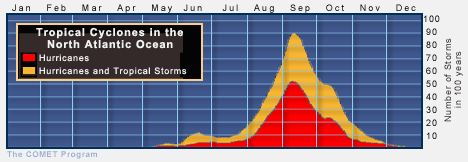 Jan Feb Mar Apr May Jun Jul Aug Sep Oct Nov Dec
Tropical Cyclones in the
North Atlantic Ocean
Hurricanes
Hurricanes and Tropical Storms
100
90
80
70
60
50
40
30
20
10
Number of Storms
in 100 years
The COMET Program